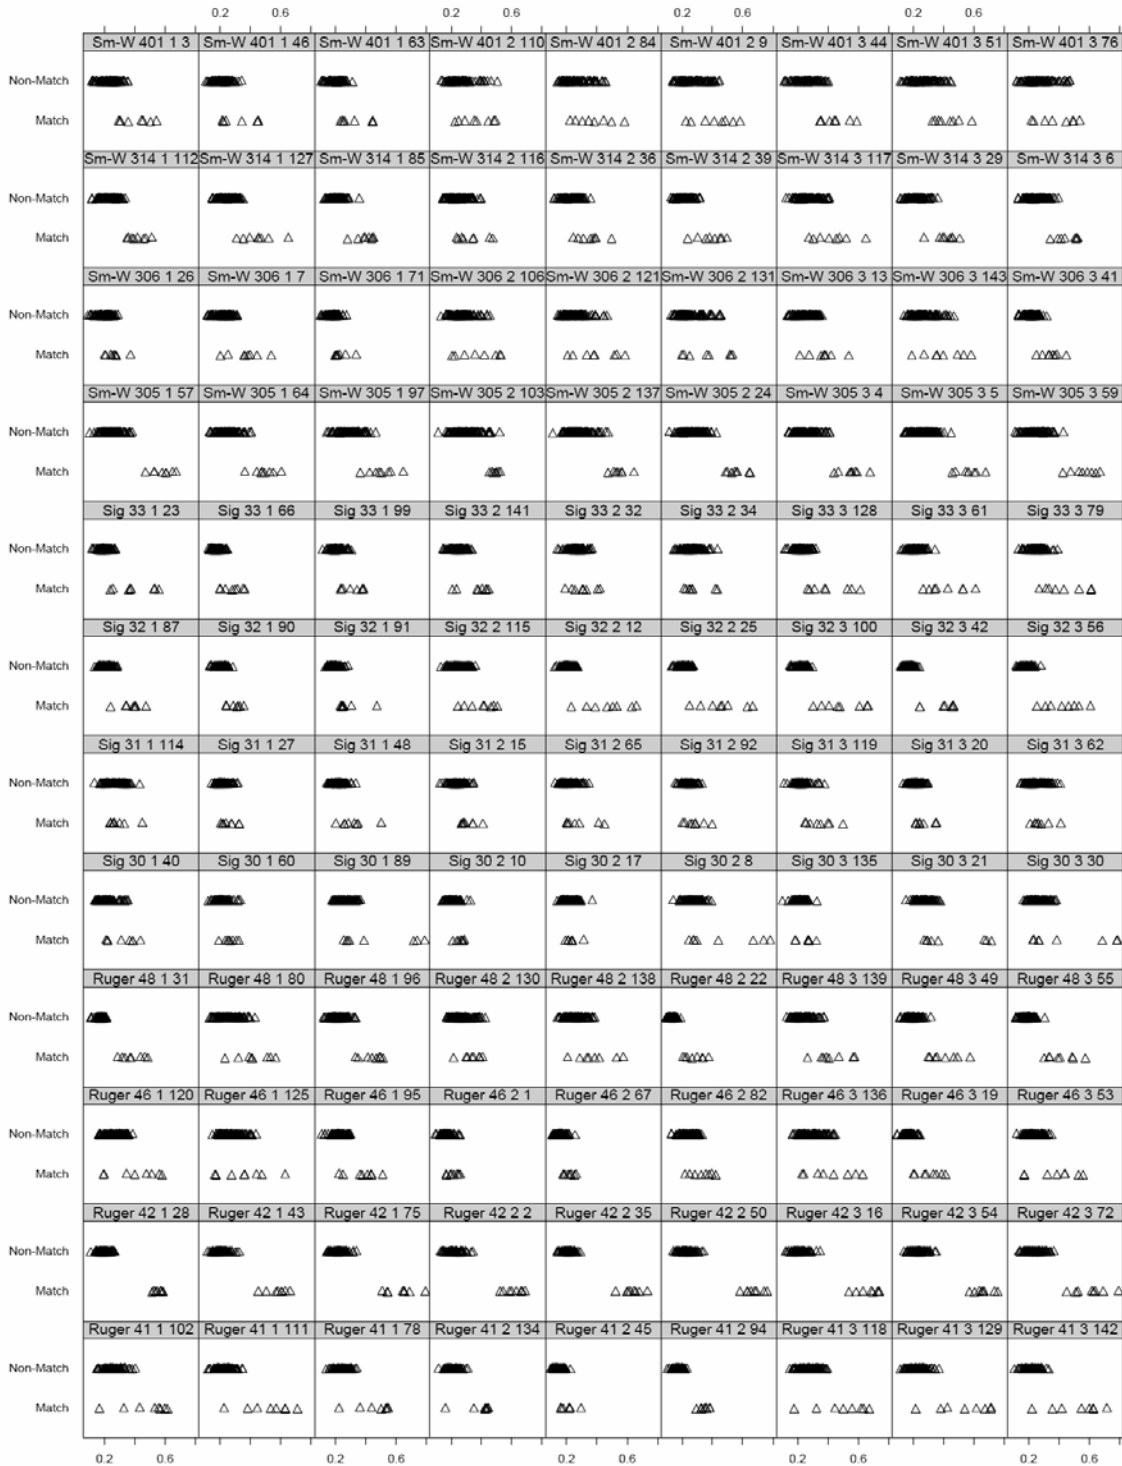 0.2 0.6 0.2 0.6 0.2 0.6 0.2 0.6
Sm-W 401 1 3 Sm-W 401 1 46 Sm-W 401 1 63 Sm-W 401 2 110 Sm-W 401 2 84 Sm-W 401 2 9 Sm-W 401 3 44 Sm-W 401 3 51 Sm-W 401 3 76
Non-Match
Match
Sm-W 314 1 112 Sm-W 314 1 127 Sm-W 314 1 85 Sm-W 314 2 116 Sm-W 314 2 36 Sm-W 314 2 39 Sm-W 314 3 117 Sm-W 314 3 29 Sm-W 314 3 6
Non-Match
Match
Sm-W 306 1 26 Sm-W 306 1 7 Sm-W 306 1 71 Sm-W 306 2 106 Sm-W 306 2 121 Sm-W 306 2 131 Sm-W 306 3 13 Sm-W 306 3 143 Sm-W 306 3 41
Non-Match
Match
Sm-W 305 1 57 Sm-W 305 1 64 Sm-W 305 1 97 Sm-W 305 2 103 Sm-W 305 2 137 Sm-W 305 2 24 Sm-W 305 3 4 Sm-W 305 3 5 Sm-W 305 3 59
Non-Match
Match
Sig 33 1 23 Sig 33 1 66 Sig 33 1 99 Sig 33 2 141 Sig 33 2 32 Sig 33 2 34 Sig 33 3 128 Sig 33 3 61 Sig 33 3 79
Non-Match
Match
Sig 32 1 87 Sig 32 1 90 Sig 32 1 91 Sig 32 2 115 Sig 32 2 12 Sig 32 2 25 Sig 32 3 100 Sig 32 3 42 Sig 32 3 56
Non-Match
Match
Sig 31 1 114 Sig 31 1 27 Sig 31 1 48 Sig 31 2 15 Sig 31 2 65 Sig 31 2 92 Sig 31 3 119 Sig 31 3 20 Sig 31 3 62
Non-Match
Match
Sig 30 1 40 Sig 30 1 60 Sig 30 1 89 Sig 30 2 10 Sig 30 2 17 Sig 30 2 8 Sig 30 3 135 Sig 30 3 21 Sig 30 3 30
Non-Match
Match
Ruger 48 1 31 Ruger 48 1 80 Ruger 48 1 96 Ruger 48 2 130 Ruger 48 2 138 Ruger 48 2 22 Ruger 48 3 139 Ruger 48 3 49 Ruger 48 3 55
Non-Match
Match
Ruger 46 1 120 Ruger 46 1 125 Ruger 46 1 95 Ruger 46 2 1 Ruger 46 2 67 Ruger 46 2 82 Ruger 46 3 136 Ruger 46 3 19 Ruger 46 3 53
Non-Match
Match
Ruger 42 1 28 Ruger 42 1 43 Ruger 42 1 75 Ruger 42 2 2 Ruger 42 2 35 Ruger 42 2 50 Ruger 42 3 16 Ruger 42 3 54 Ruger 42 3 72
Non-Match
Match
Ruger 41 1 102 Ruger 41 1 111 Ruger 41 1 78 Ruger 41 2 134 Ruger 41 2 45 Ruger 41 2 94 Ruger 41 3 118 Ruger 41 3 129 Ruger 41 3 142
Non-Match
Match
0.2 0.6 0.2 0.6 0.2 0.6 0.2 0.6 0.2 0.6